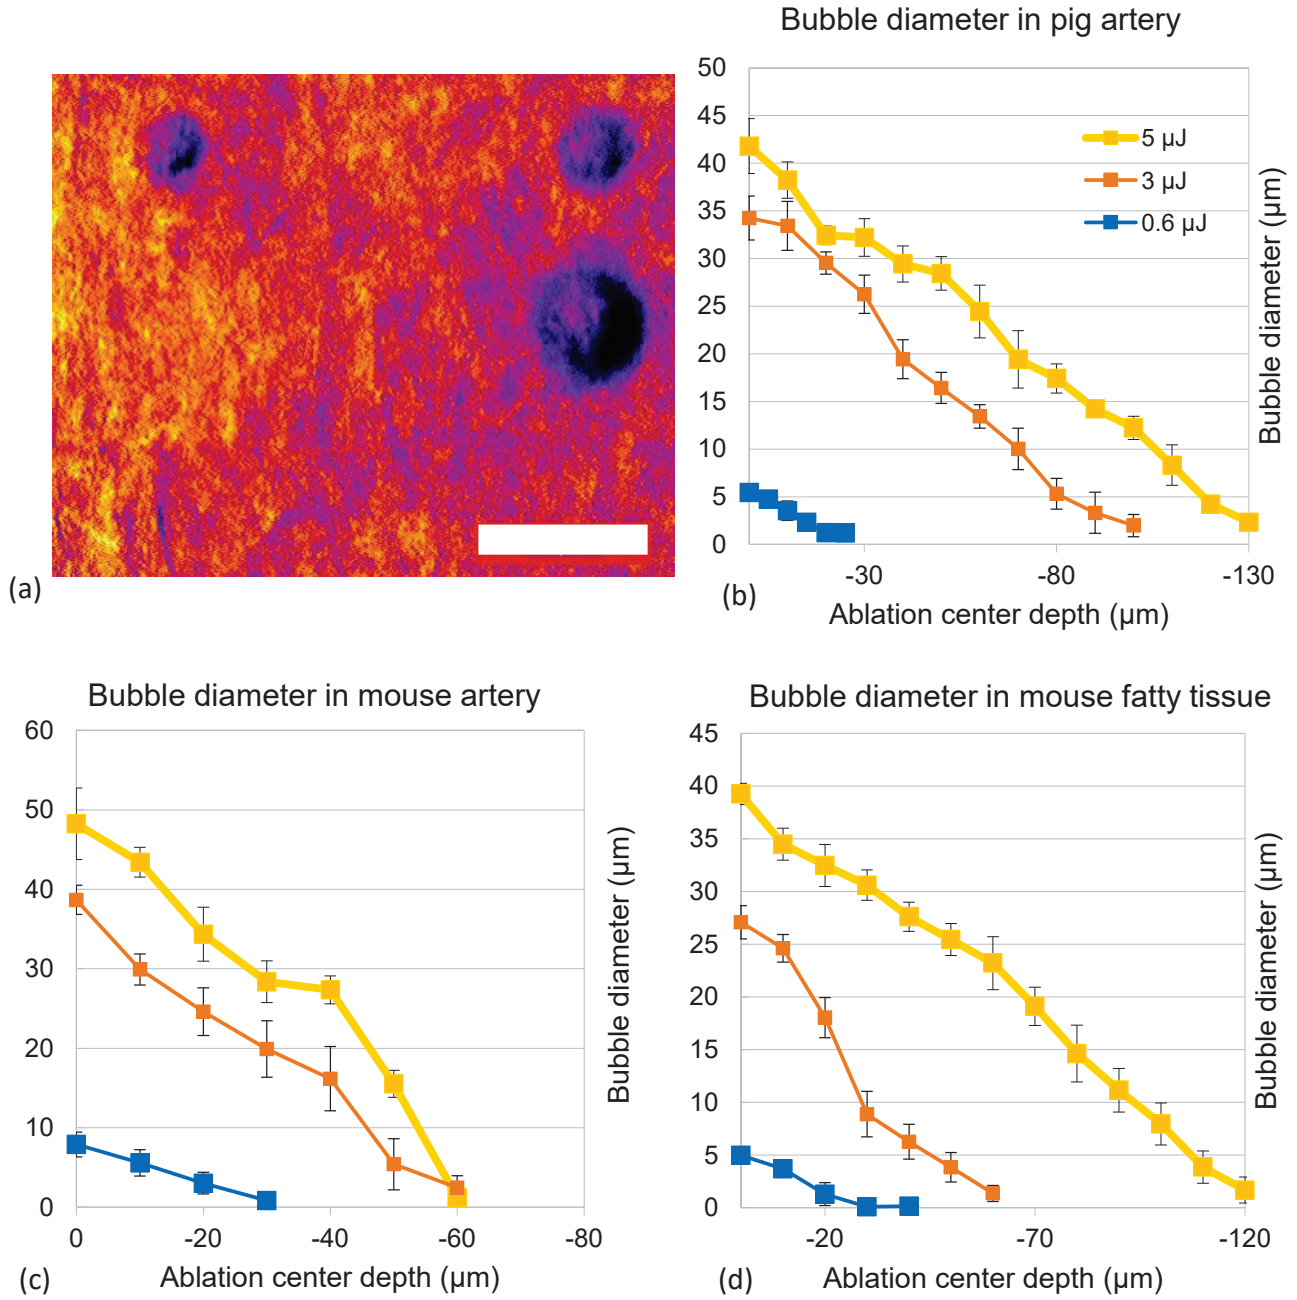 Bubble diameter in pig artery
50
45
40
35
30
25
20
15
10
5
0
5 µJ
3 µJ
0.6 µJ
Bubble diameter (µm)
-30 -80 -130
Ablation center depth (µm)
(a)
(b)
Bubble diameter in mouse artery
60
50
40
30
20
10
0
Bubble diameter (µm)
0 -20 -40 -60 -80
Ablation center depth (µm)
(c)
Bubble diameter in mouse fatty tissue
45
40
35
30
25
20
15
10
5
0
Bubble diameter (µm)
-20 -70 -120
Ablation center depth (µm)
(d)